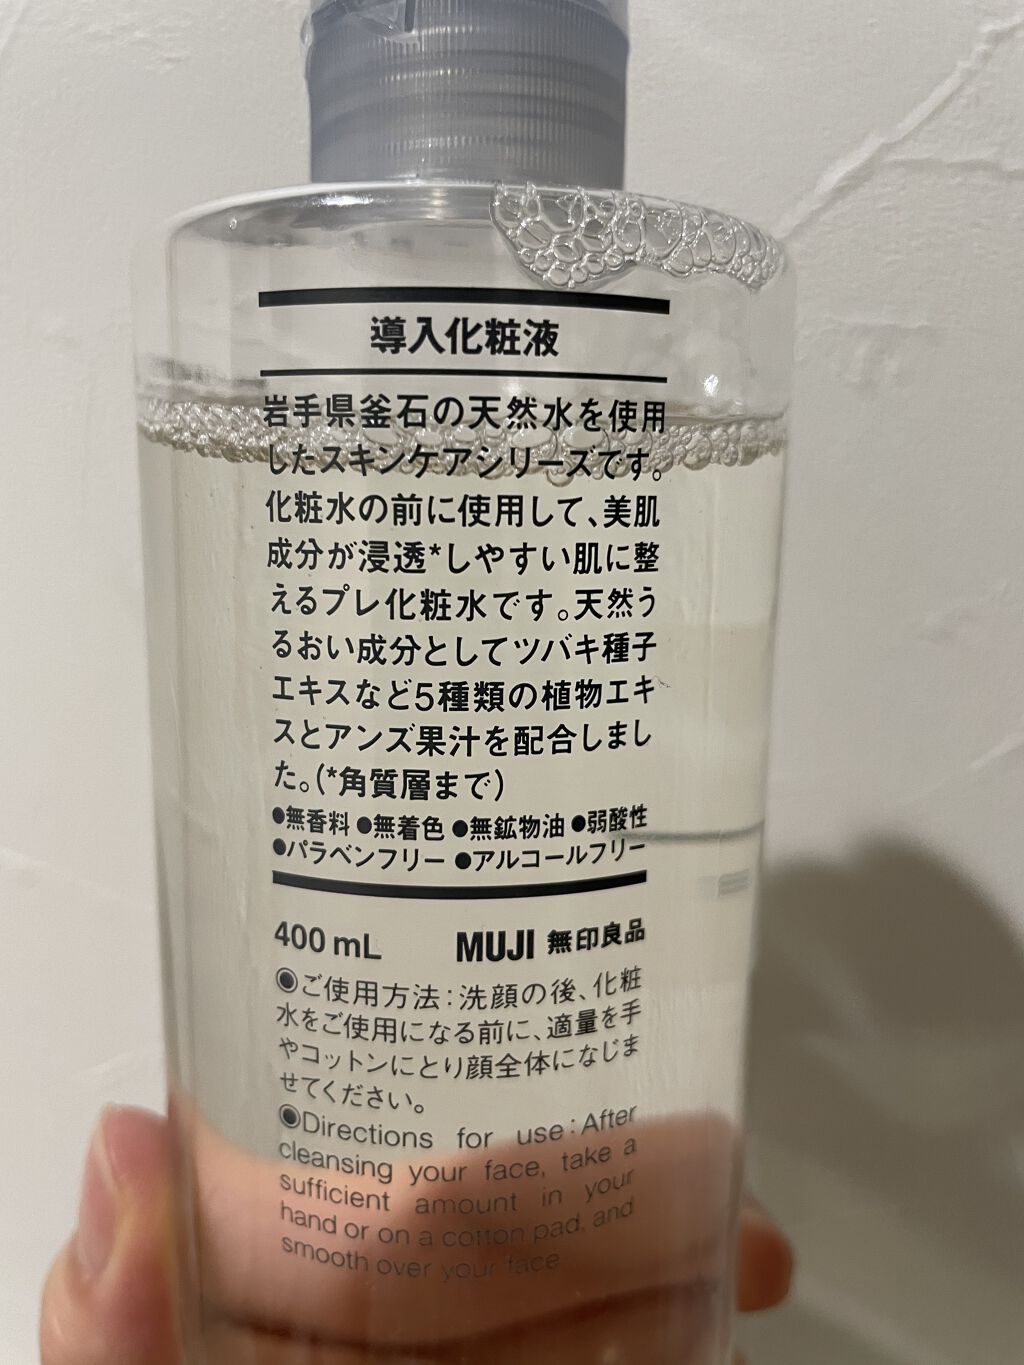 導入化粧液
岩手県釜石の天然水を使用
したスキンケアシリーズです。
化粧水の前に使用して、美肌
成分が浸透*しやすい肌に整
えるプレ化粧水です。天然う
るおい成分としてツバキ種子
エキスなど5種類の植物エキ
スとアンズ果汁を配合しまし
た。(*角質層まで)
●無香料 ●無着色 ●無鉱物油 ●弱酸性
●パラベンフリー ●アルコールフリー
400 mL MUJI 無印良品
◉ご使用方法：洗顔の後、化粧
水をご使用になる前に、適量を手
やコットンにとり顔全体になじま
せてください。
◉Directions for use：After
cleansing your face, take a
sufficient amount in your
hand or on a cotton pad, and
smooth over your face